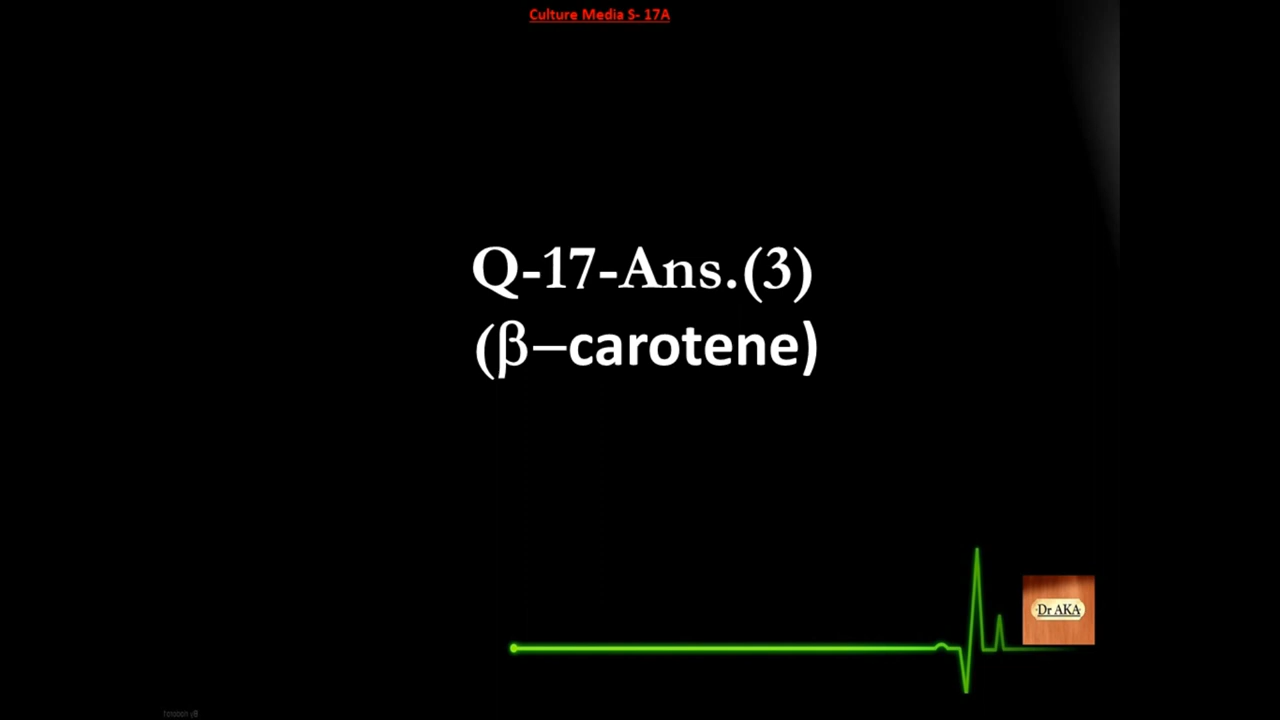 Culture Media S- 17A
Q-17-Ans.(3)
(β–carotene)
Dr AKA